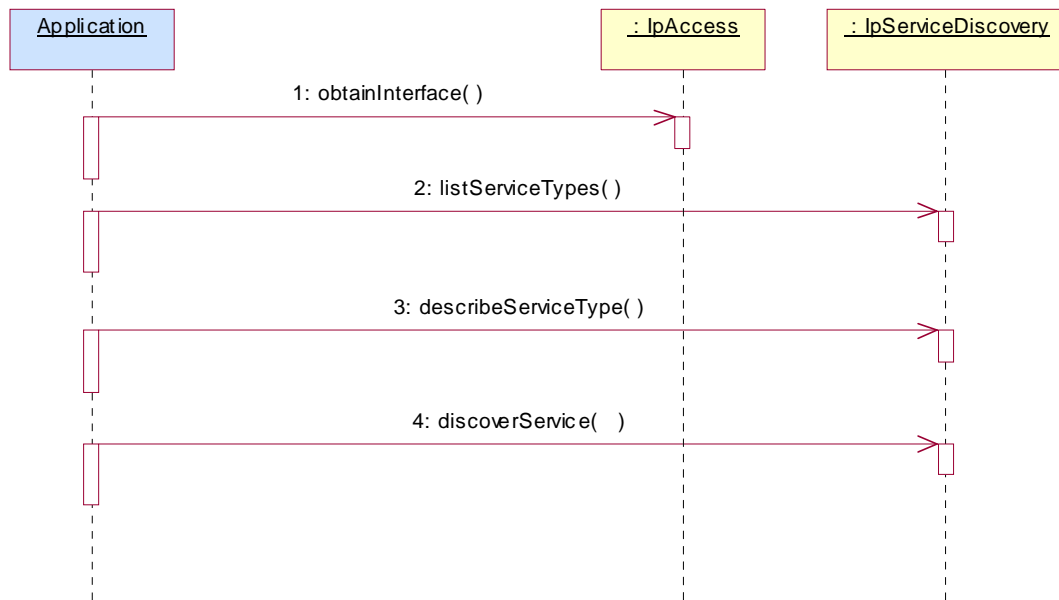 Application
: IpAccess
: IpServiceDiscovery
1: obtainInterface( )
2: listServiceTypes( )
3: describeServiceType( )
4: discoverService( )